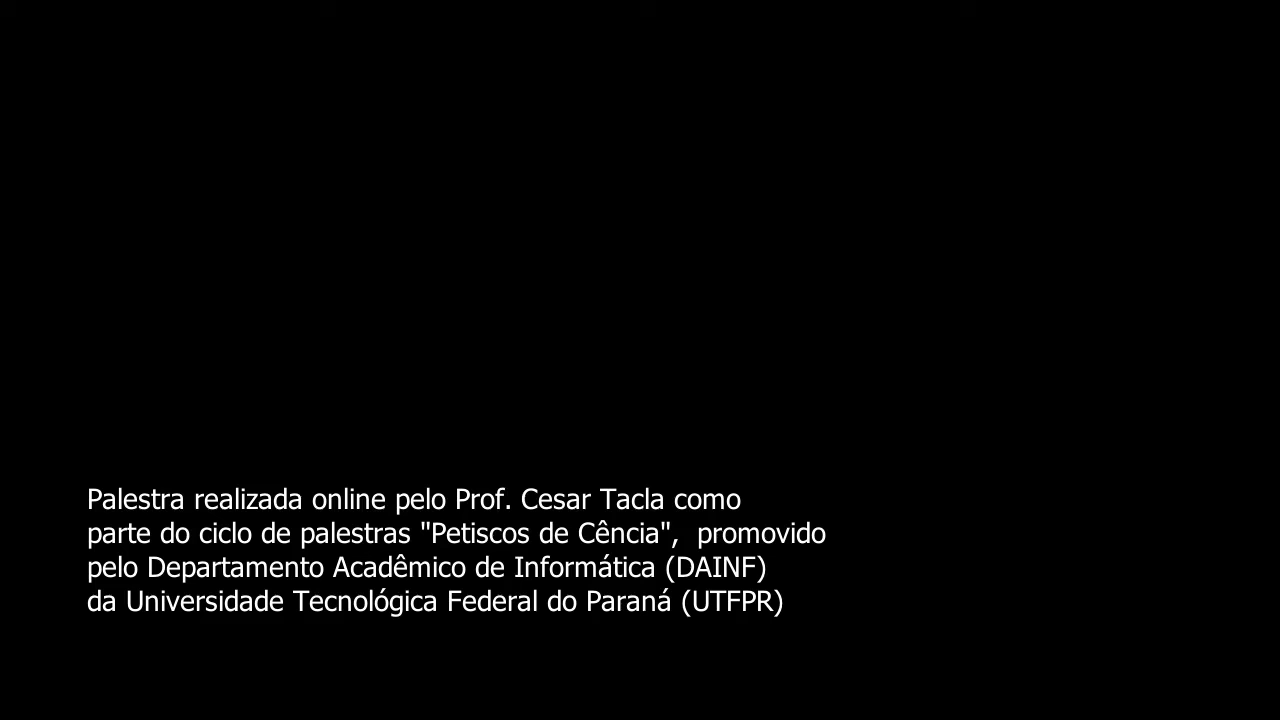 Palestra realizada online pelo Prof. Cesar Tacla como
parte do ciclo de palestras "Petiscos de Cência",  promovido
pelo Departamento Acadêmico de Informática (DAINF)
da Universidade Tecnológica Federal do Paraná (UTFPR)